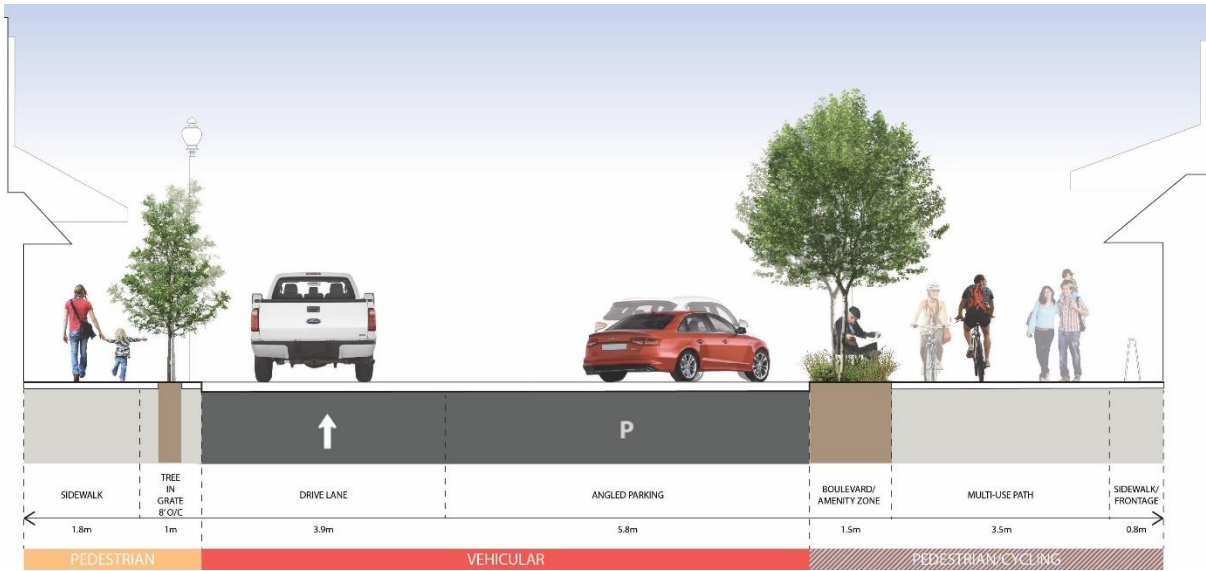 P
SIDEWALK
TREE
IN
GRATE
8' O/C
DRIVE LANE
ANGLED PARKING
BOULEVARD/
AMENITY ZONE
MULTI-USE PATH
SIDEWALK/
FRONTAGE
1.8m
1m
3.9m
5.8m
1.5m
3.5m
0.8m
PEDESTRIAN
VEHICULAR
PEDESTRIAN/CYCLING